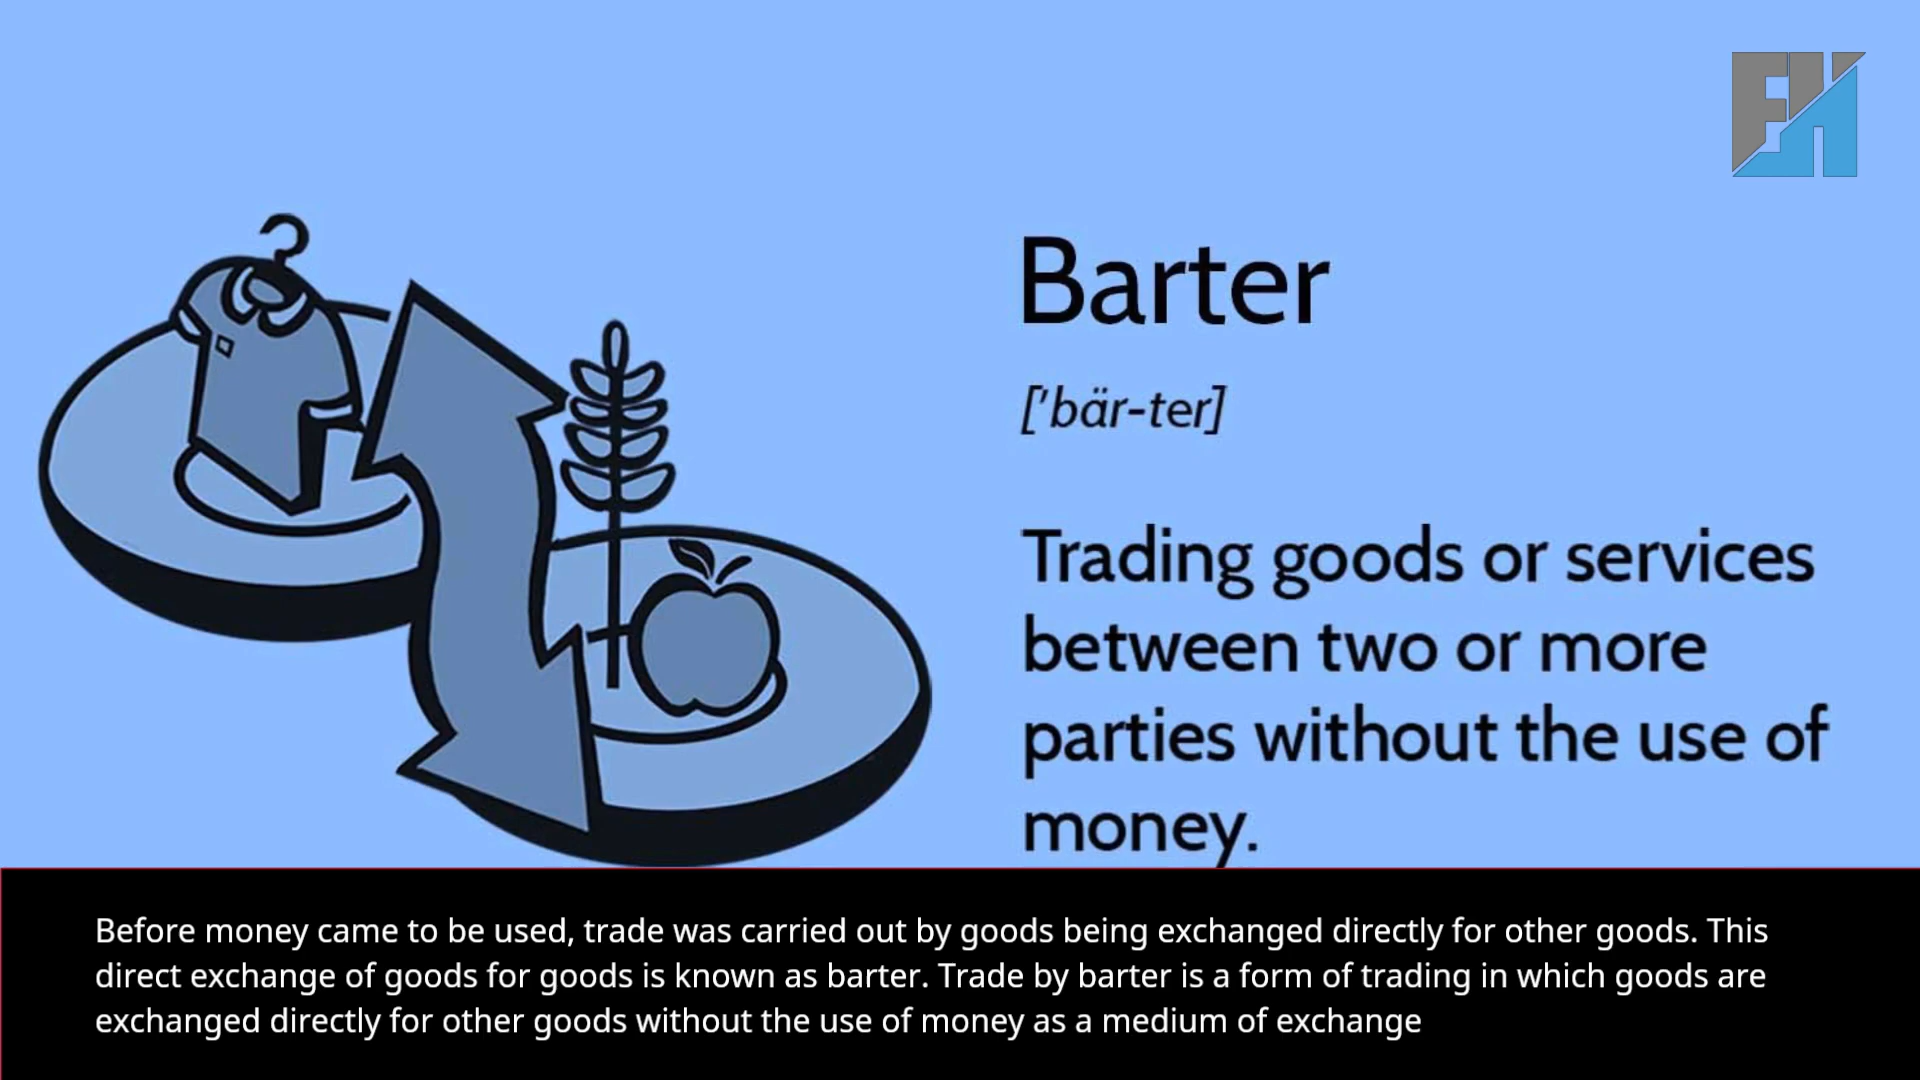 Barter
['bär-ter]
Trading goods or services
between two or more
parties without the use of
money.
Before money came to be used, trade was carried out by goods being exchanged directly for other goods. This
direct exchange of goods for goods is known as barter. Trade by barter is a form of trading in which goods are
exchanged directly for other goods without the use of money as a medium of exchange